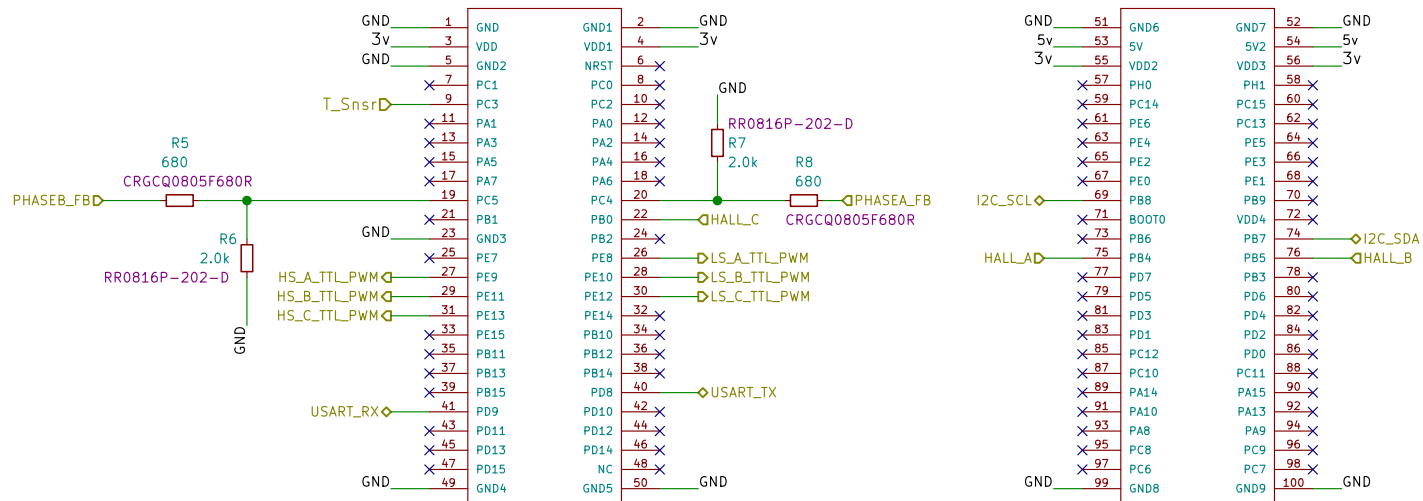 GND 1 GND GND1 2 GND
3v 3 VDD VDD1 4 3v
GND 5 GND2 NRST 6
7 PC1 PC0 8
T_Snsr 9 PC3 PC2 10
11 PA1 PA0 12
13 PA3 PA2 14
15 PA5 PA4 16
17 PA7 PA6 18
PHASEB_FB 19 PC5 PC4 20 PHASEA_FB
21 PB1 PB0 22 HALL_C
GND 23 GND3 PB2 24
25 PE7 PE8 26 LS_A_TTL_PWM
HS_A_TTL_PWM 27 PE9 PE10 28 LS_B_TTL_PWM
HS_B_TTL_PWM 29 PE11 PE12 30 LS_C_TTL_PWM
HS_C_TTL_PWM 31 PE13 PE14 32
33 PE15 PB10 34
35 PB11 PB12 36
37 PB13 PB14 38
39 PB15 PD8 40 USART_TX
USART_RX 41 PD9 PD10 42
43 PD11 PD12 44
45 PD13 PD14 46
47 PD15 NC 48
GND 49 GND4 GND5 50 GND
R5
680
CRGCQ0805F680R
R6
2.0k
RR0816P-202-D
GND
GND
RR0816P-202-D
R7
2.0k
R8
680
CRGCQ0805F680R
GND 51 GND6 GND7 52 GND
5v 53 5V 5V2 54 5v
3v 55 VDD2 VDD3 56 3v
57 PH0 PH1 58
59 PC14 PC15 60
61 PE6 PC13 62
63 PE4 PE5 64
65 PE2 PE3 66
67 PE0 PE1 68
I2C_SCL 69 PB8 PB9 70
71 BOOT0 VDD4 72
73 PB6 PB7 74 I2C_SDA
HALL_A 75 PB4 PB5 76 HALL_B
77 PD7 PB3 78
79 PD5 PD6 80
81 PD3 PD4 82
83 PD1 PD2 84
85 PC12 PD0 86
87 PC10 PC11 88
89 PA14 PA15 90
91 PA10 PA13 92
93 PA8 PA9 94
95 PC8 PC9 96
97 PC6 PC7 98
GND 99 GND8 GND9 100 GND